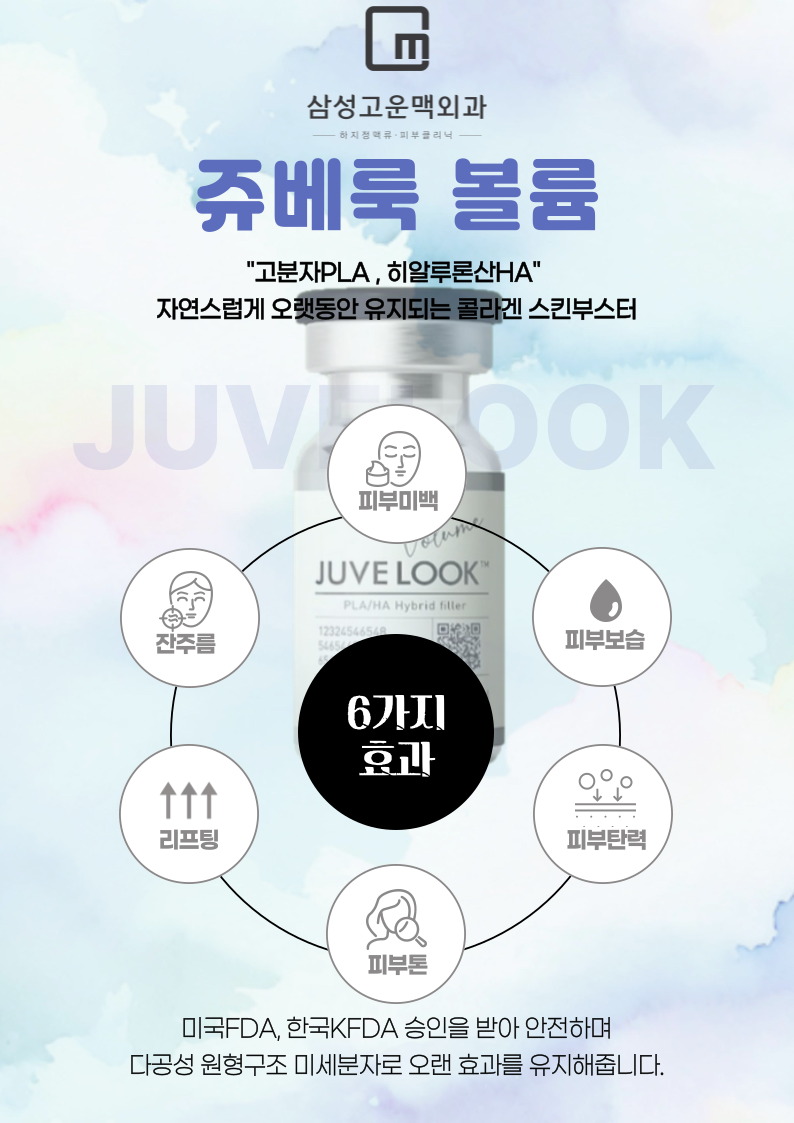 삼성고운맥외과
하지정맥류·피부클리닉
쥬베룩 볼륨
"고분자PLA , 히알루론산HA"
자연스럽게 오랫동안 유지되는 콜라겐 스킨부스터
JUVELOOK
피부미백
Volume
JUVE LOOK™
PLA/HA Hybrid filler
12324546548
잔주름
피부보습
6가지
효과
리프팅
피부탄력
피부톤
미국FDA, 한국KFDA 승인을 받아 안전하며
다공성 원형구조 미세분자로 오랜 효과를 유지해줍니다.